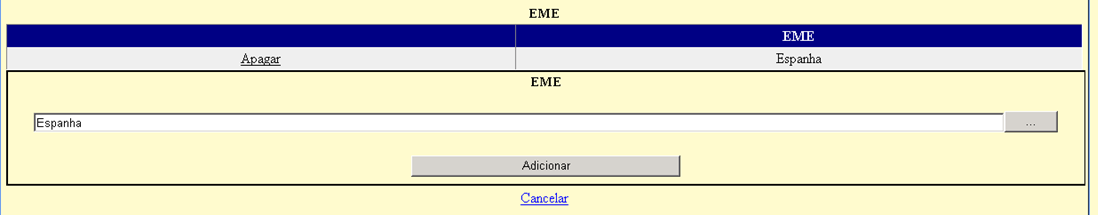 EME
EME
Apagar Espanha
EME
Espanha ...
Adicionar
Cancelar